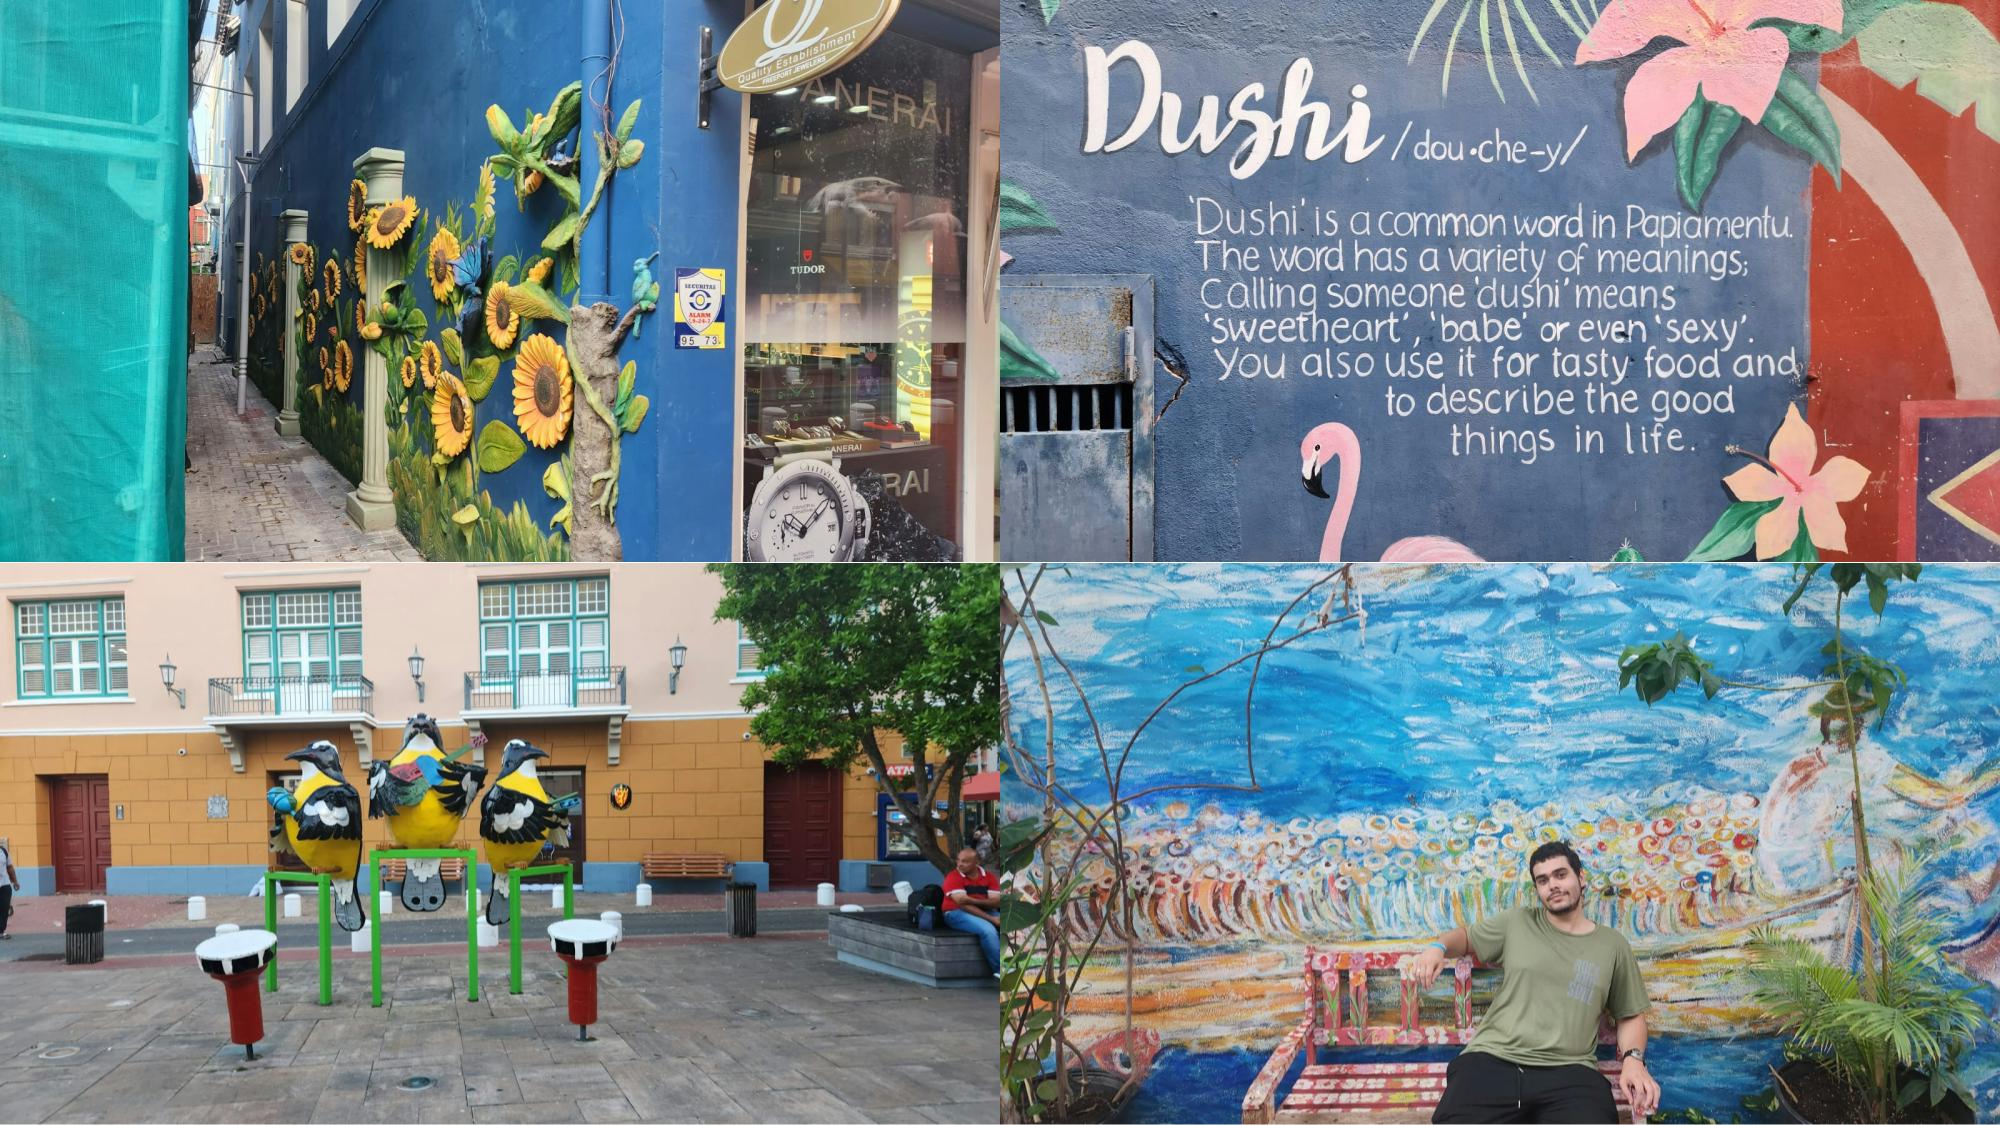 Quality Establishment
FREEPORT JEWELERS
PANERAI
TUDOR
SECURITAS
ALARM
95 73
PANERAI
Dushi /dou·che-y/
'Dushi' is a common word in Papiamentu.
The word has a variety of meanings;
Calling someone 'dushi' means
'sweetheart', 'babe' or even 'sexy'.
You also use it for tasty food and
to describe the good
things in life.
ATM